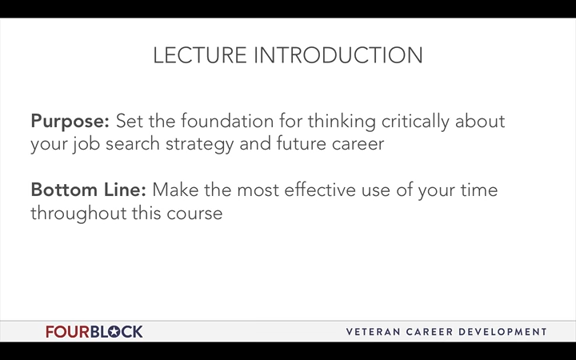 LECTURE INTRODUCTION
Purpose: Set the foundation for thinking critically about
your job search strategy and future career
Bottom Line: Make the most effective use of your time
throughout this course
FOURBLOCK
VETERAN CAREER DEVELOPMENT